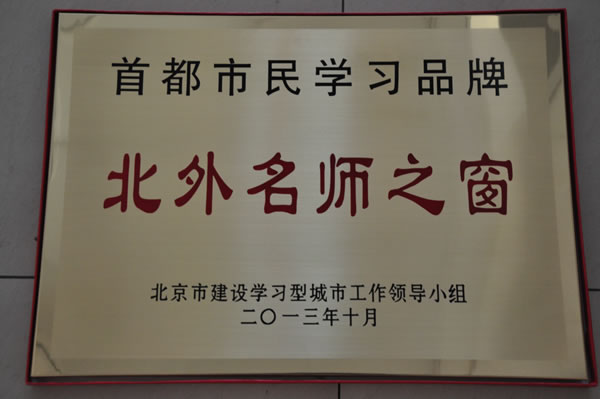 首都市民学习品牌
北外名师之窗
北京市建设学习型城市工作领导小组
二〇一三年十月